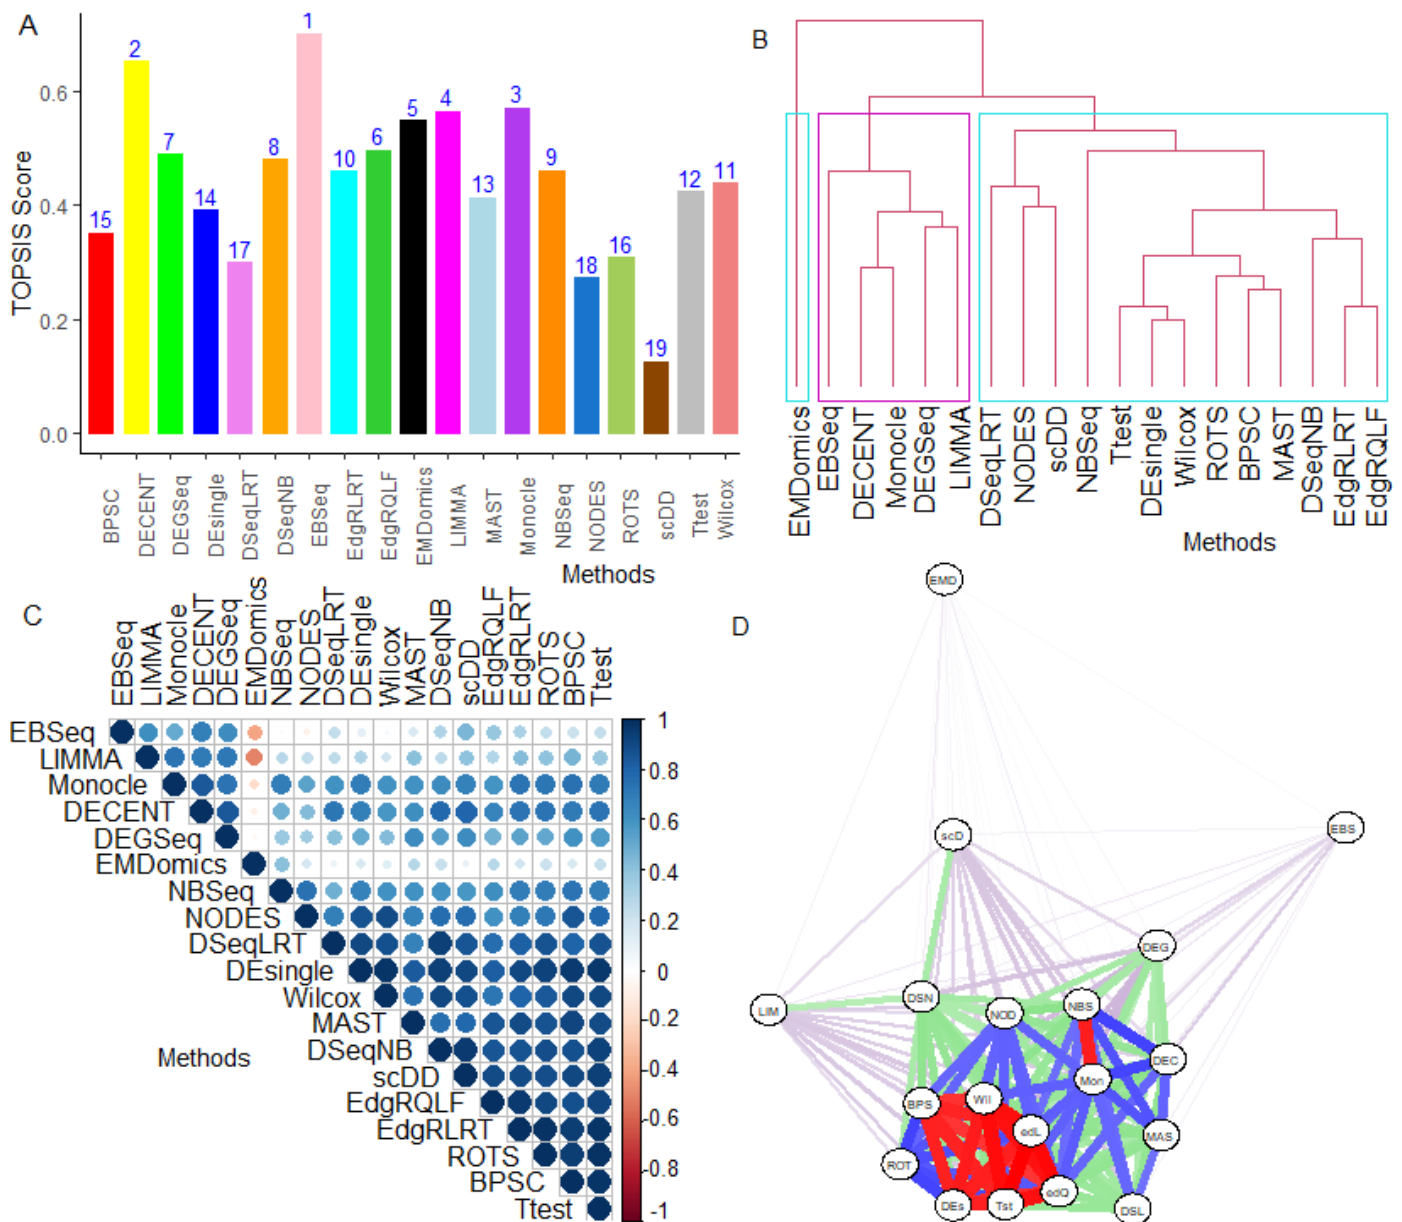 A
TOPSIS Score
0.6
0.4
0.2
0.0
15
2
7
14
17
8
1
10
6
5
4
13
3
9
18
16
19
12
11
BPSC
DECENT
DEGSeq
DEsingle
DSeqLRT
DSeqNB
EBSeq
EdgRLRT
EdgRQLF
EMDomics
LIMMA
MAST
Monocle
NBSeq
NODES
ROTS
scDD
Ttest
Wilcox
Methods
B
EMDomics
EBSeq
DECENT
Monocle
DEGSeq
LIMMA
DSeqLRT
NODES
scDD
NBSeq
Ttest
DEsingle
Wilcox
ROTS
BPSC
MAST
DSeqNB
EdgRLRT
EdgRQLF
Methods
C
EBSeq
LIMMA
Monocle
DECENT
DEGSeq
EMDomics
NBSeq
NODES
DSeqLRT
DEsingle
Wilcox
MAST
DSeqNB
scDD
EdgRQLF
EdgRLRT
ROTS
BPSC
Ttest
EBSeq
LIMMA
Monocle
DECENT
DEGSeq
EMDomics
NBSeq
NODES
DSeqLRT
DEsingle
Wilcox
MAST
DSeqNB
scDD
EdgRQLF
EdgRLRT
ROTS
BPSC
Ttest
Methods
1
0.8
0.6
0.4
0.2
0
-0.2
-0.4
-0.6
-0.8
-1
D
EMD
scD
EBS
DEG
LIM
DSN
NOD
NBS
DEC
Mon
BPS
Wil
edL
MAS
ROT
edQ
DEs
Tst
DSL